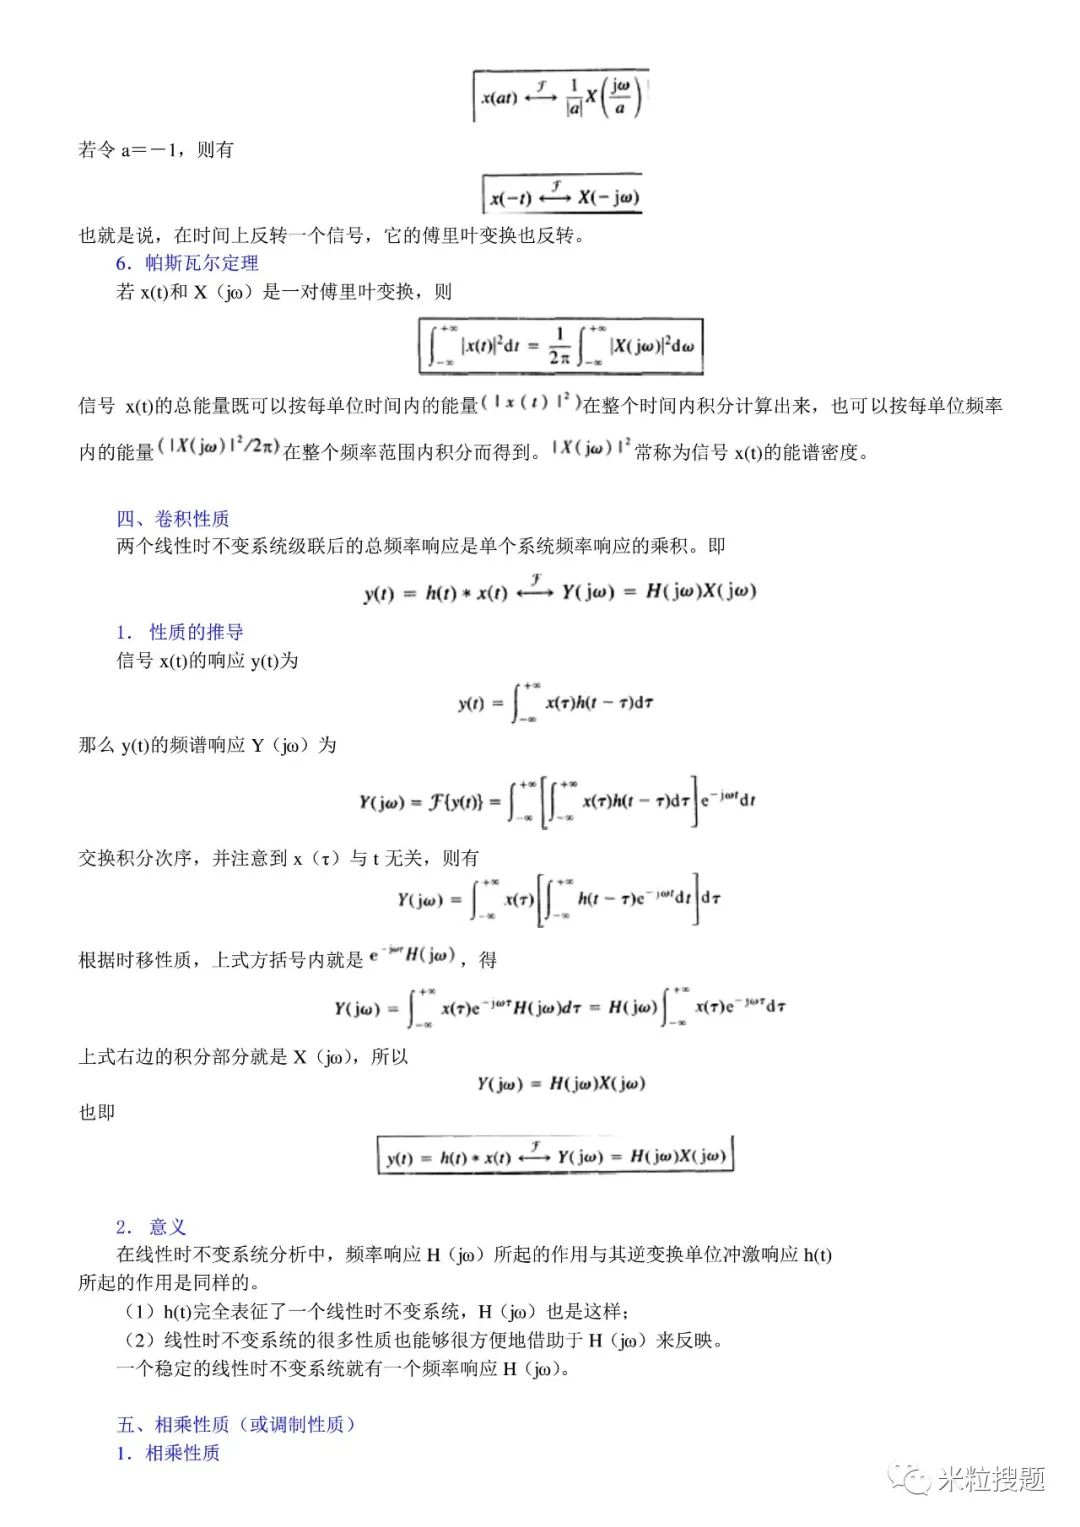 x(at) ←ℱ→ 1/|a| X(jω/a)
若令 a＝－1，则有
x(−t) ←ℱ→ X(−jω)
也就是说，在时间上反转一个信号，它的傅里叶变换也反转。
6．帕斯瓦尔定理
若 x(t)和 X（jω）是一对傅里叶变换，则
∫_{−∞}^{+∞} |x(t)|²dt = 1/2π ∫_{−∞}^{+∞} |X(jω)|²dω
信号 x(t)的总能量既可以按每单位时间内的能量(|x(t)|²)在整个时间内积分计算出来，也可以按每单位频率
内的能量(|X(jω)|²/2π)在整个频率范围内积分而得到。|X(jω)|²常称为信号 x(t)的能谱密度。
四、卷积性质
两个线性时不变系统级联后的总频率响应是单个系统频率响应的乘积。即
y(t) = h(t) * x(t) ←ℱ→ Y(jω) = H(jω)X(jω)
1． 性质的推导
信号 x(t)的响应 y(t)为
y(t) = ∫_{−∞}^{+∞} x(τ)h(t − τ)dτ
那么 y(t)的频谱响应 Y（jω）为
Y(jω) = ℱ{y(t)} = ∫_{−∞}^{+∞} [∫_{−∞}^{+∞} x(τ)h(t − τ)dτ] e^{−jωt}dt
交换积分次序，并注意到 x（τ）与 t 无关，则有
Y(jω) = ∫_{−∞}^{+∞} x(τ)[∫_{−∞}^{+∞} h(t − τ)e^{−jωt}dt]dτ
根据时移性质，上式方括号内就是 e^{−jωτ}H(jω)，得
Y(jω) = ∫_{−∞}^{+∞} x(τ)e^{−jωτ}H(jω)dτ = H(jω)∫_{−∞}^{+∞} x(τ)e^{−jωτ}dτ
上式右边的积分部分就是 X（jω），所以
Y(jω) = H(jω)X(jω)
也即
y(t) = h(t) * x(t) ←ℱ→ Y(jω) = H(jω)X(jω)
2． 意义
在线性时不变系统分析中，频率响应 H（jω）所起的作用与其逆变换单位冲激响应 h(t)
所起的作用是同样的。
（1）h(t)完全表征了一个线性时不变系统，H（jω）也是这样；
（2）线性时不变系统的很多性质也能够很方便地借助于 H（jω）来反映。
一个稳定的线性时不变系统就有一个频率响应 H（jω）。
五、相乘性质（或调制性质）
1．相乘性质
米粒搜题